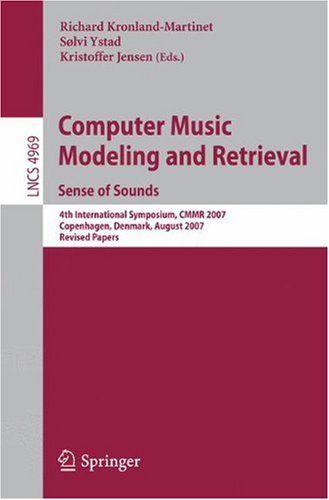 Richard Kronland-Martinet
Sølvi Ystad
Kristoffer Jensen (Eds.)
LNCS 4969
Computer Music
Modeling and Retrieval
Sense of Sounds
4th International Symposium, CMMR 2007
Copenhagen, Denmark, August 2007
Revised Papers
Springer